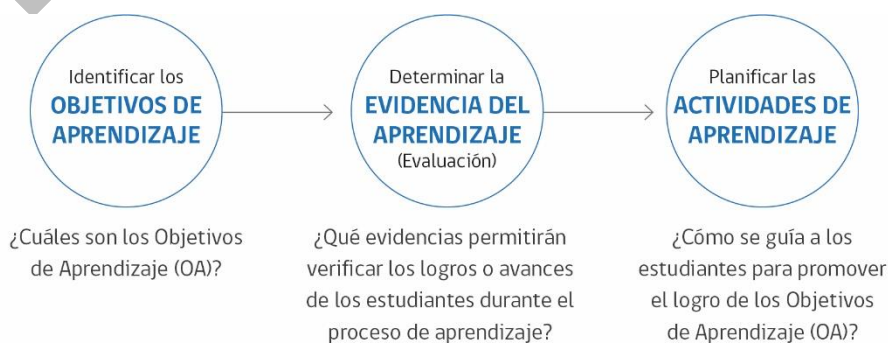 Identificar los
OBJETIVOS DE
APRENDIZAJE
¿Cuáles son los Objetivos
de Aprendizaje (OA)?
Determinar la
EVIDENCIA DEL
APRENDIZAJE
(Evaluación)
¿Qué evidencias permitirán
verificar los logros o avances
de los estudiantes durante el
proceso de aprendizaje?
Planificar las
ACTIVIDADES DE
APRENDIZAJE
¿Cómo se guía a los
estudiantes para promover
el logro de los Objetivos
de Aprendizaje (OA)?